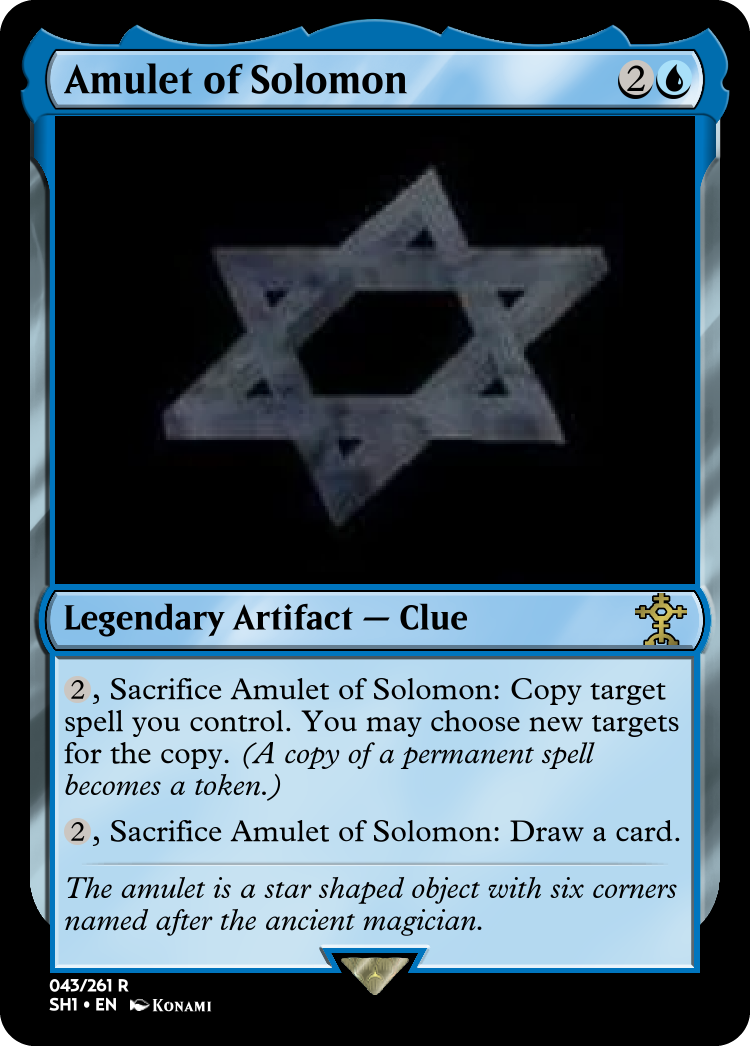 Amulet of Solomon 2
Legendary Artifact — Clue
2, Sacrifice Amulet of Solomon: Copy target
spell you control. You may choose new targets
for the copy. (A copy of a permanent spell
becomes a token.)
2, Sacrifice Amulet of Solomon: Draw a card.
The amulet is a star shaped object with six corners
named after the ancient magician.
043/261 R
SH1 • EN KONAMI